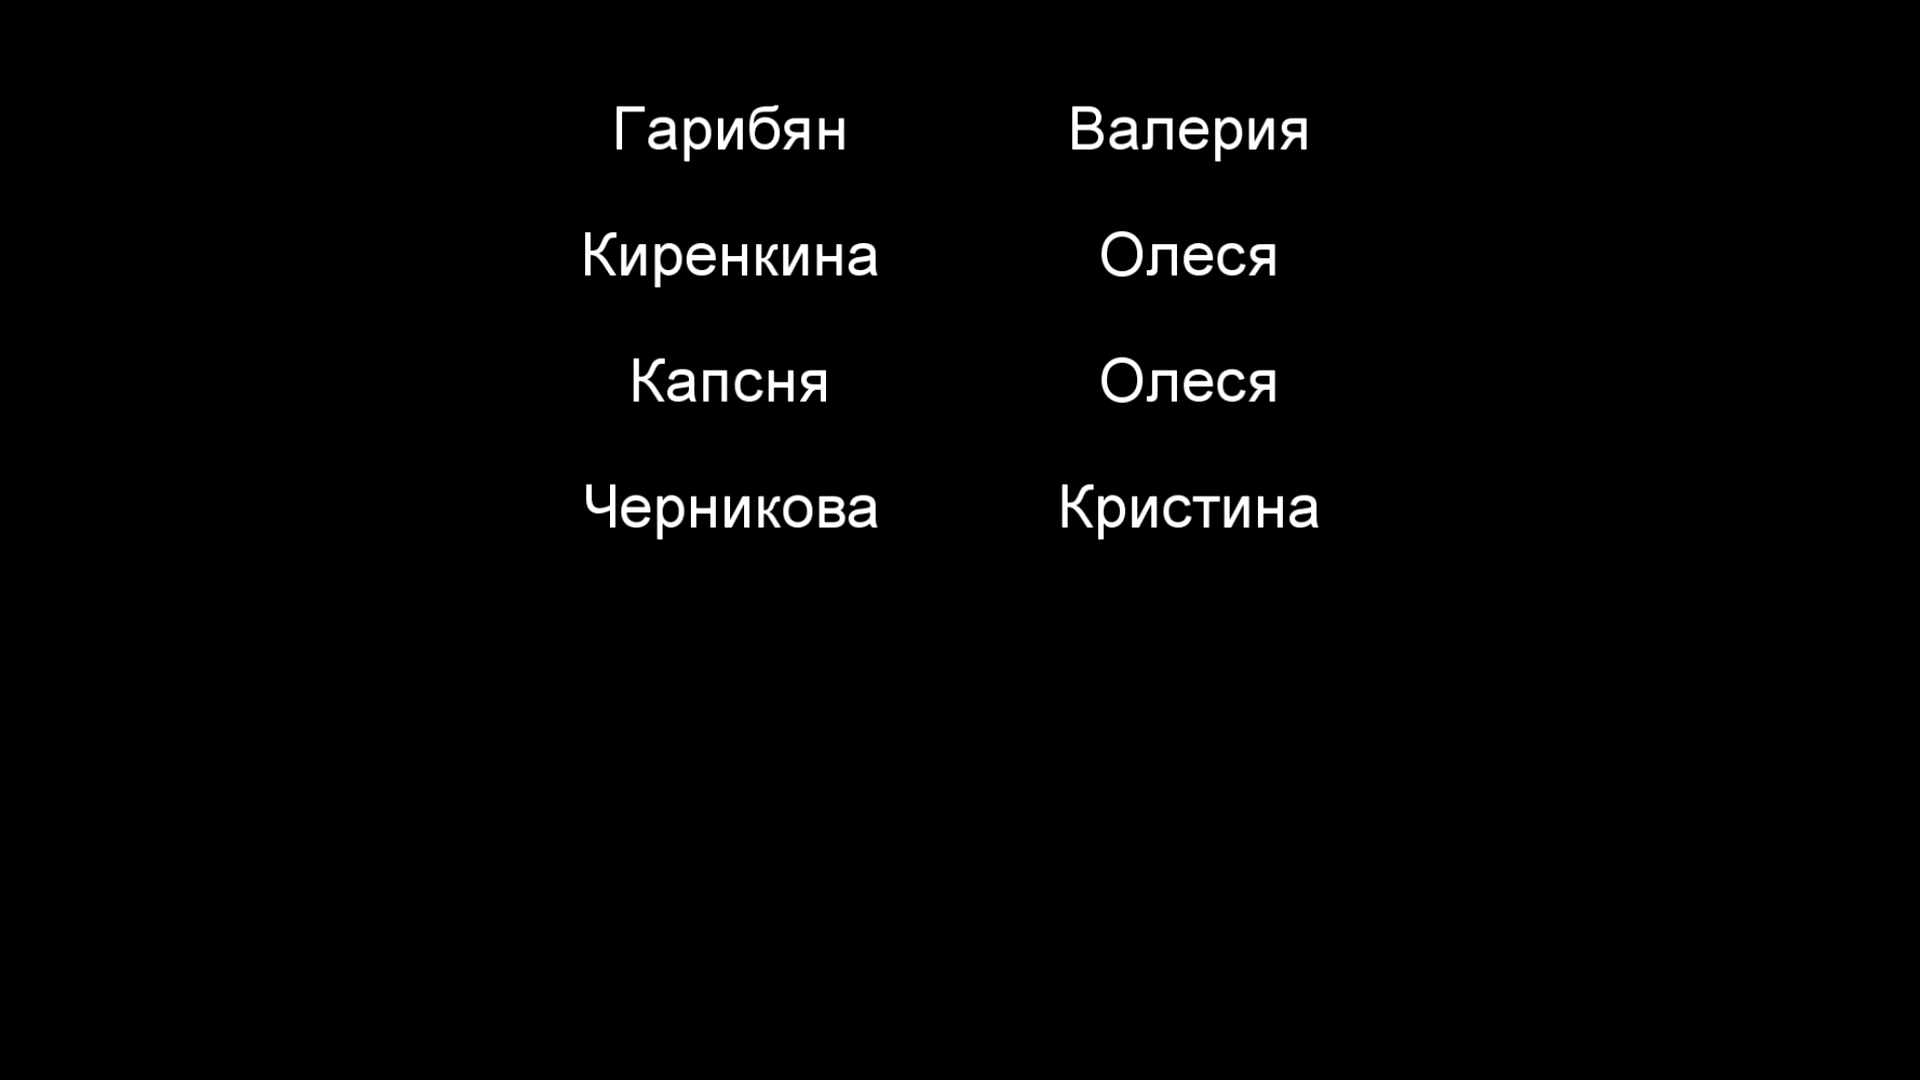 Гарибян Валерия
Киренкина Олеся
Капсня Олеся
Черникова Кристина